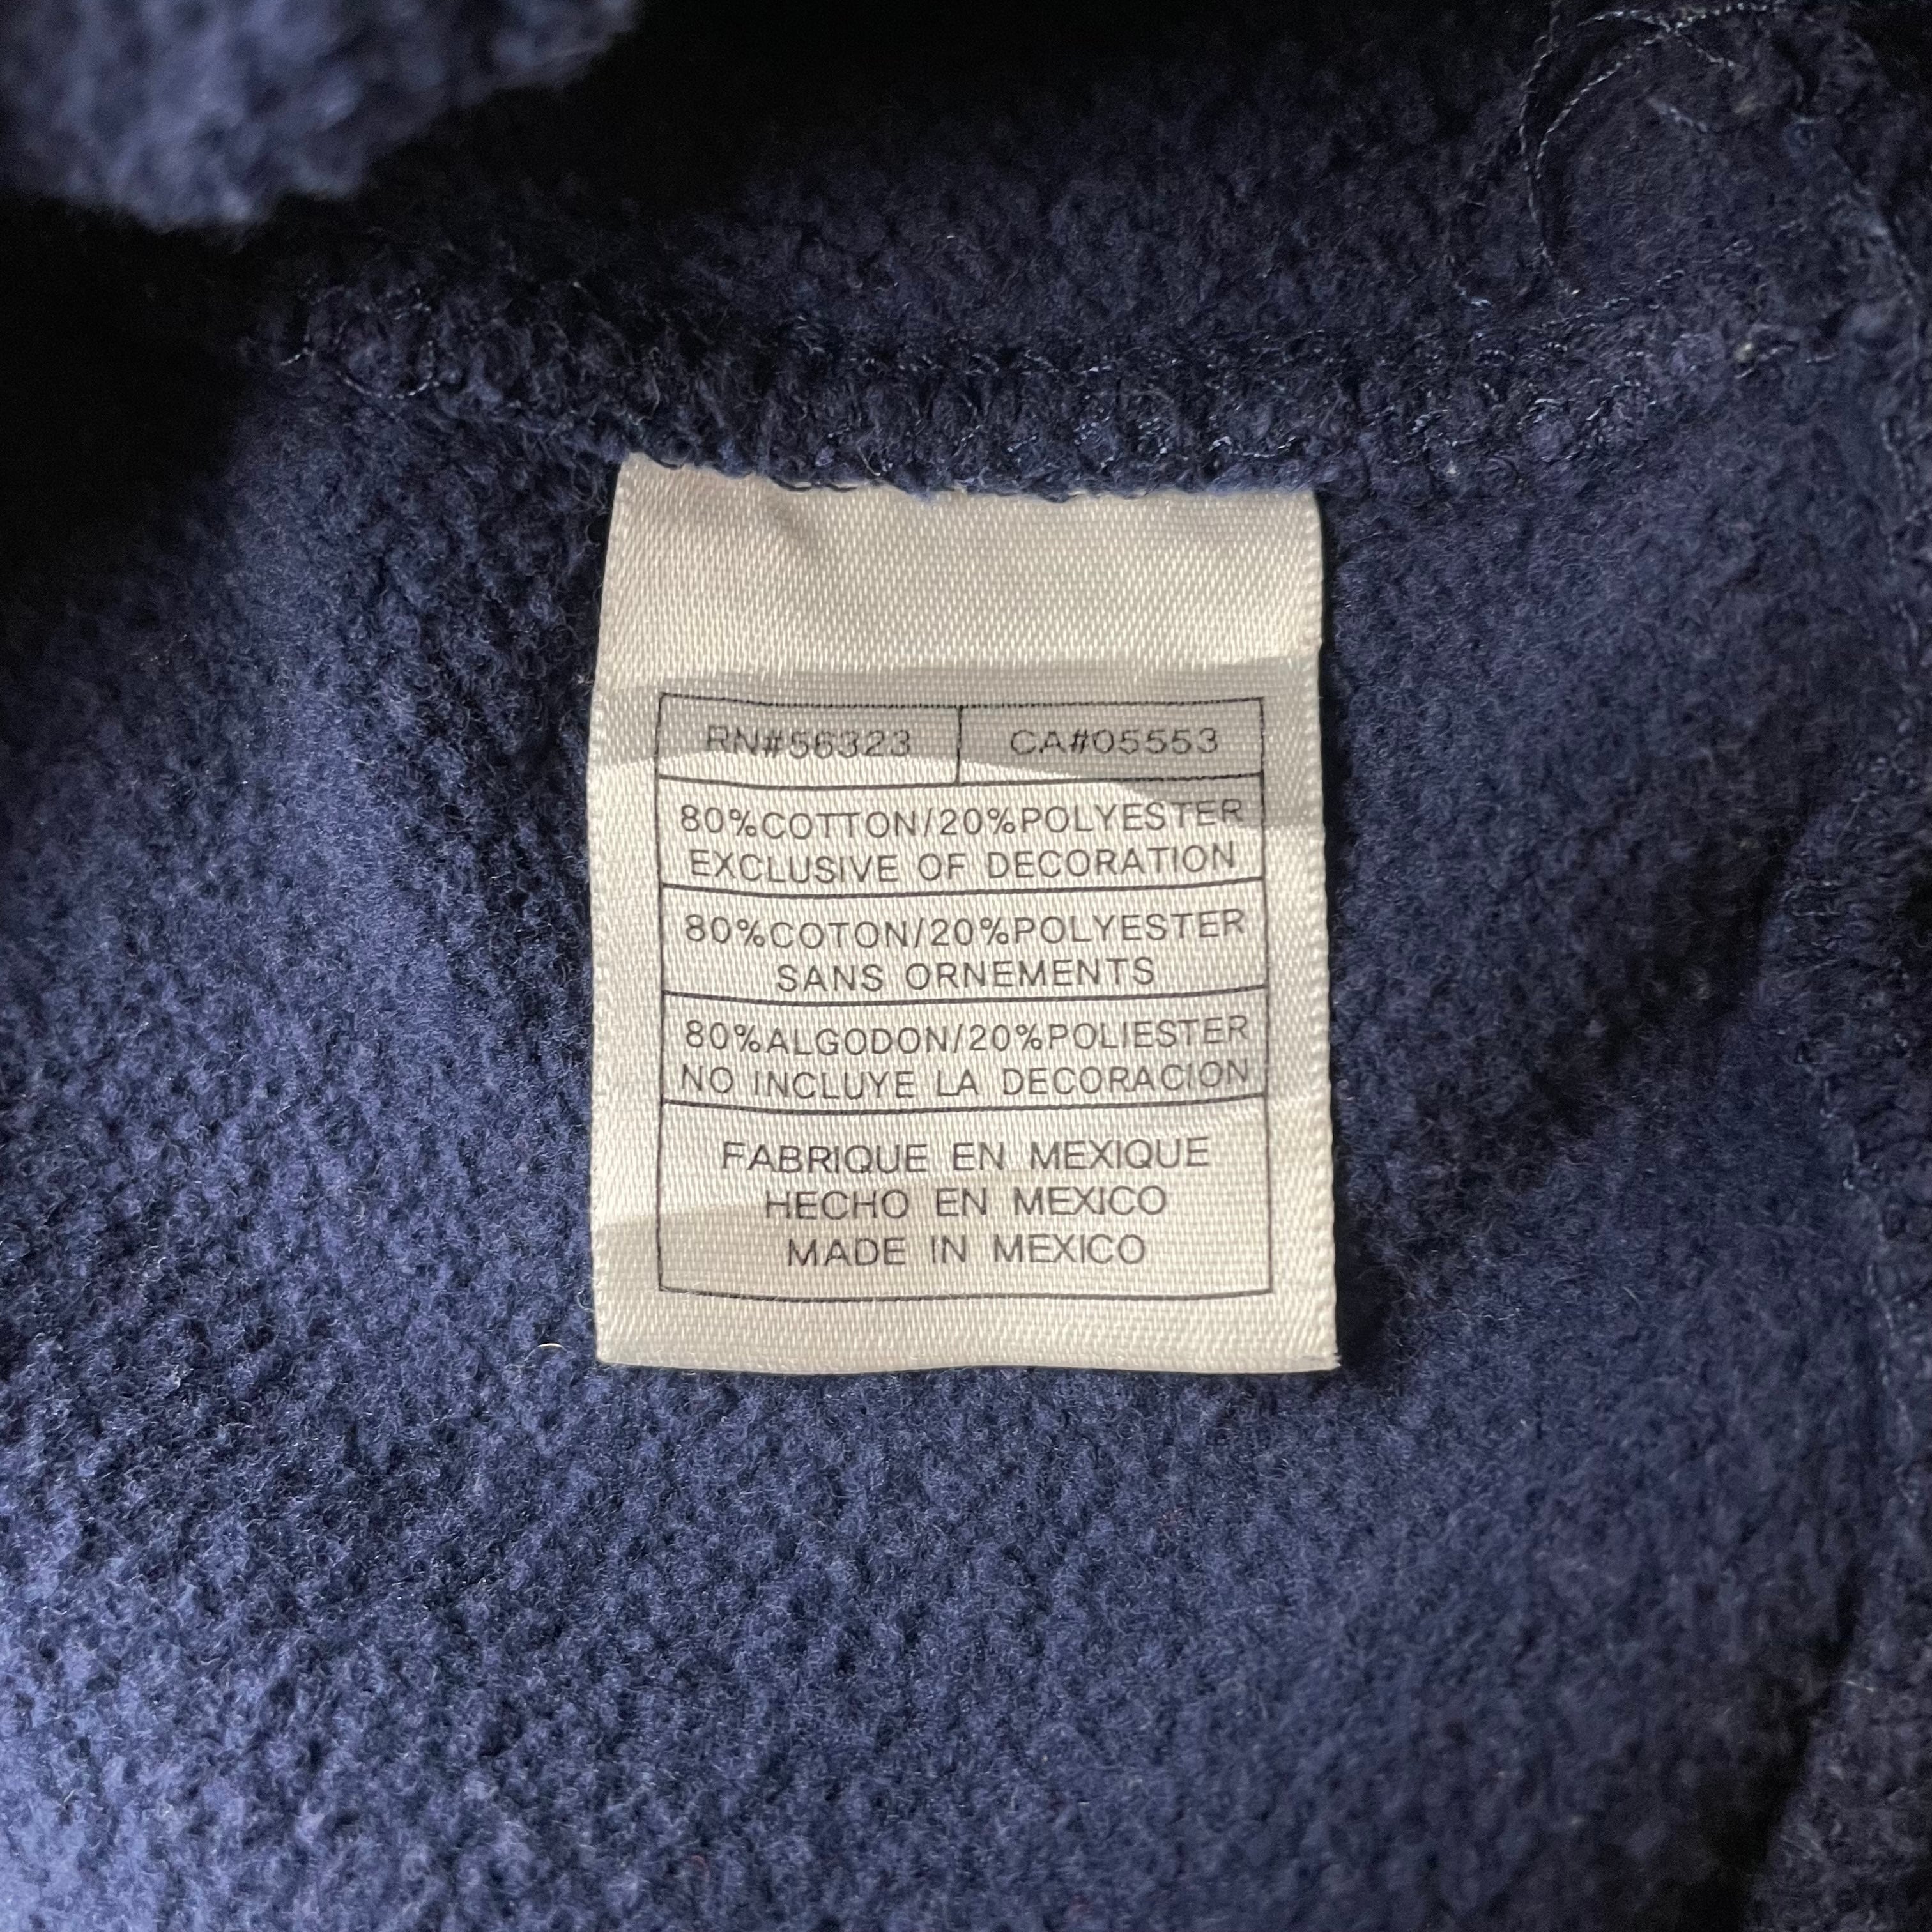 RN#56323 CA#05553
80%COTTON/20%POLYESTER
EXCLUSIVE OF DECORATION
80%COTON/20%POLYESTER
SANS ORNEMENTS
80%ALGODON/20%POLIESTER
NO INCLUYE LA DECORACION
FABRIQUE EN MEXIQUE
HECHO EN MEXICO
MADE IN MEXICO